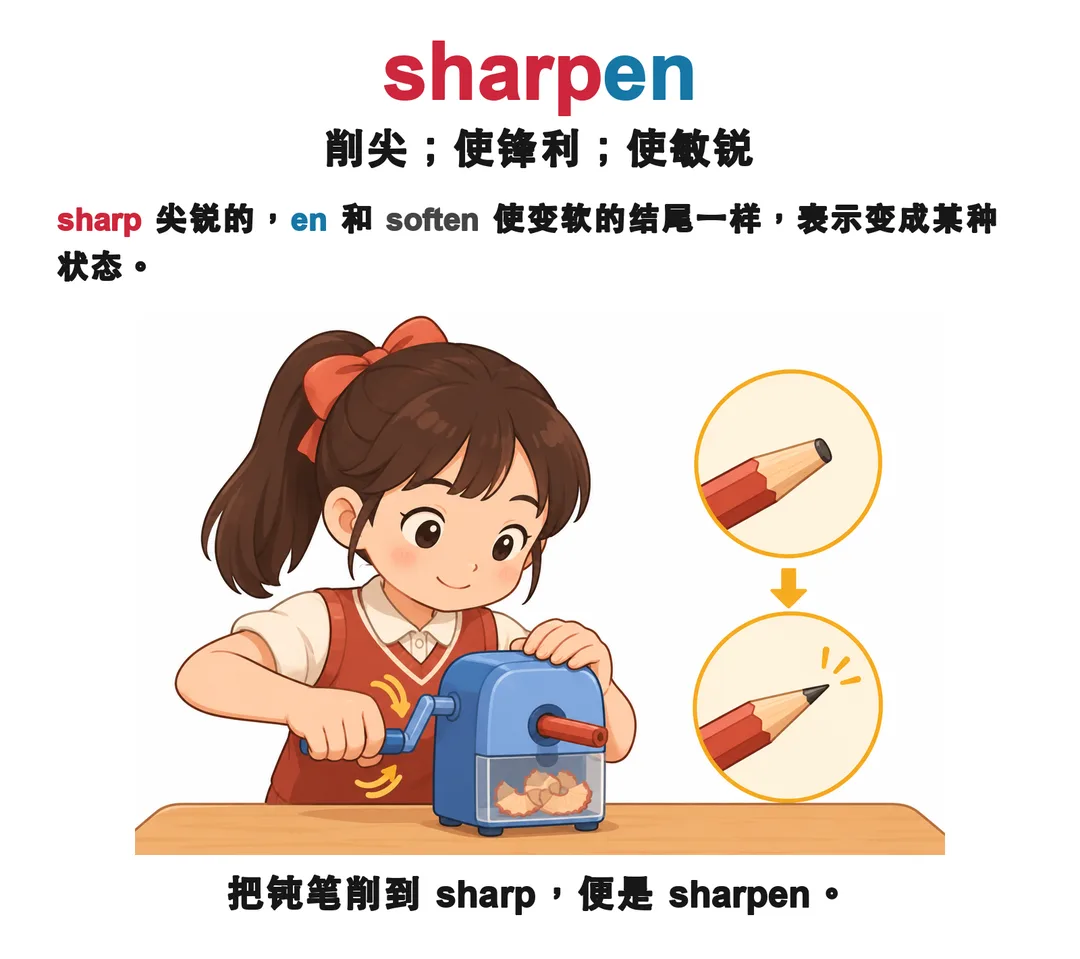 sharpen
削尖；使锋利；使敏锐
sharp 尖锐的，en 和 soften 使变软的结尾一样，表示变成某种
状态。
把钝笔削到 sharp，便是 sharpen。